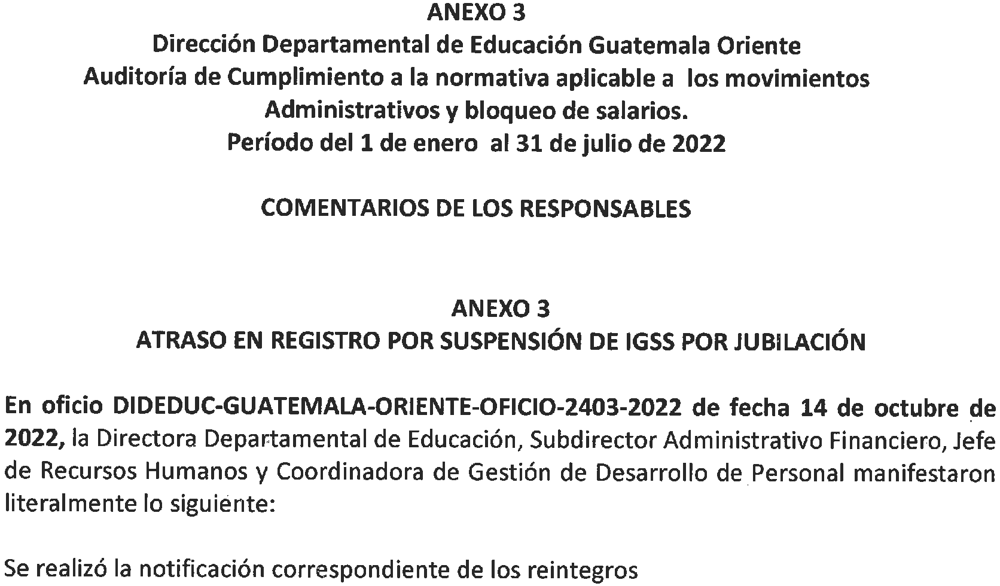 ANEXO 3
Dirección Departamental de Educación Guatemala Oriente
Auditoría de Cumplimiento a la normativa aplicable a los movimientos
Administrativos y bloqueo de salarios.
Período del 1 de enero al 31 de julio de 2022
COMENTARIOS DE LOS RESPONSABLES
ANEXO 3
ATRASO EN REGISTRO POR SUSPENSIÓN DE IGSS POR JUBILACIÓN
En oficio DIDEDUC-GUATEMALA-ORIENTE-OFICIO-2403-2022 de fecha 14 de octubre de
2022, la Directora Departamental de Educación, Subdirector Administrativo Financiero, Jefe
de Recursos Humanos y Coordinadora de Gestión de Desarrollo de Personal manifestaron
literalmente lo siguiente:
Se realizó la notificación correspondiente de los reintegros